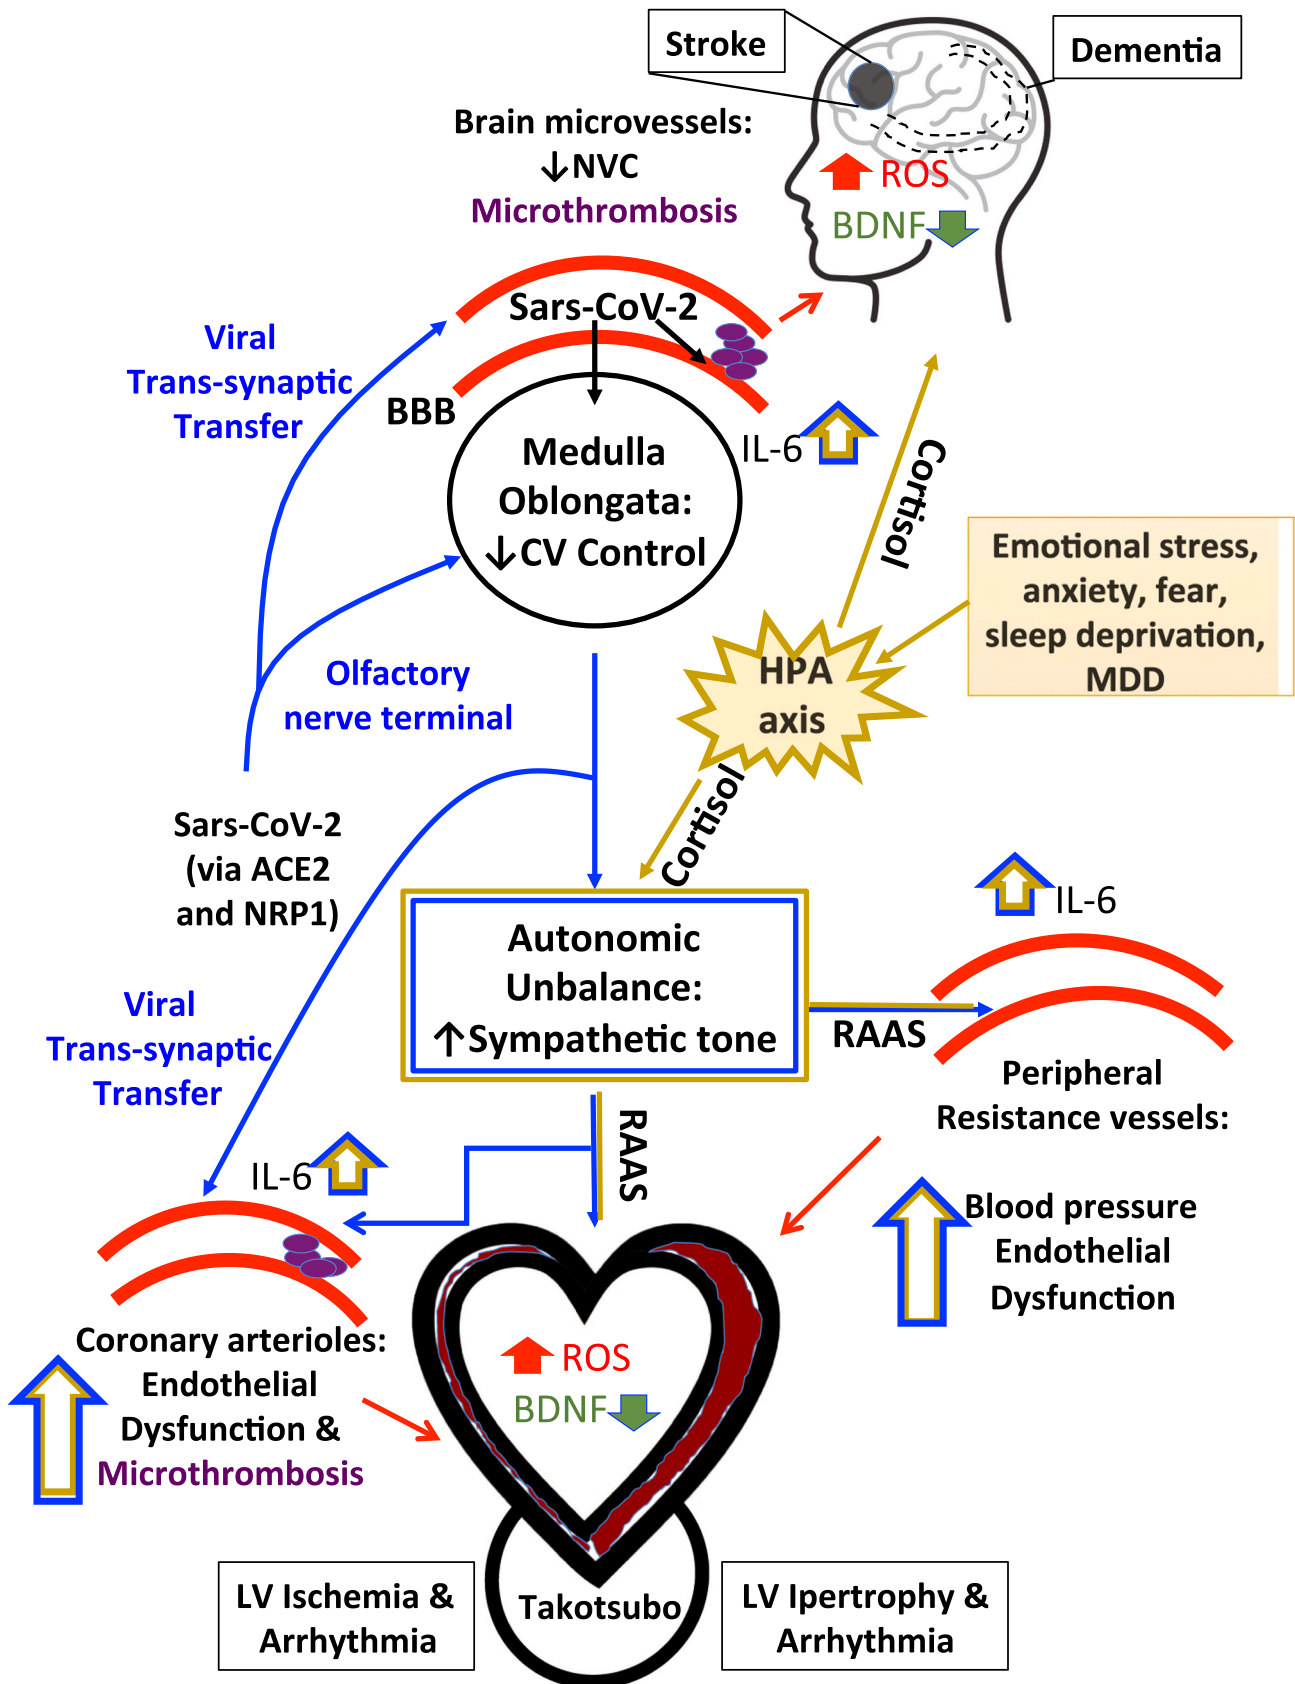 Stroke
Dementia
Brain microvessels:
↓NVC
Microthrombosis
ROS
BDNF
Sars-CoV-2
Viral
Trans-synaptic
Transfer
BBB
IL-6
Medulla
Oblongata:
↓CV Control
Cortisol
Emotional stress,
anxiety, fear,
sleep deprivation,
MDD
HPA
axis
Olfactory
nerve terminal
Cortisol
Sars-CoV-2
(via ACE2
and NRP1)
IL-6
Autonomic
Unbalance:
↑Sympathetic tone
RAAS
Viral
Trans-synaptic
Transfer
Peripheral
Resistance vessels:
RAAS
IL-6
Blood pressure
Endothelial
Dysfunction
Coronary arterioles:
Endothelial
Dysfunction &
Microthrombosis
ROS
BDNF
LV Ischemia &
Arrhythmia
Takotsubo
LV Ipertrophy &
Arrhythmia